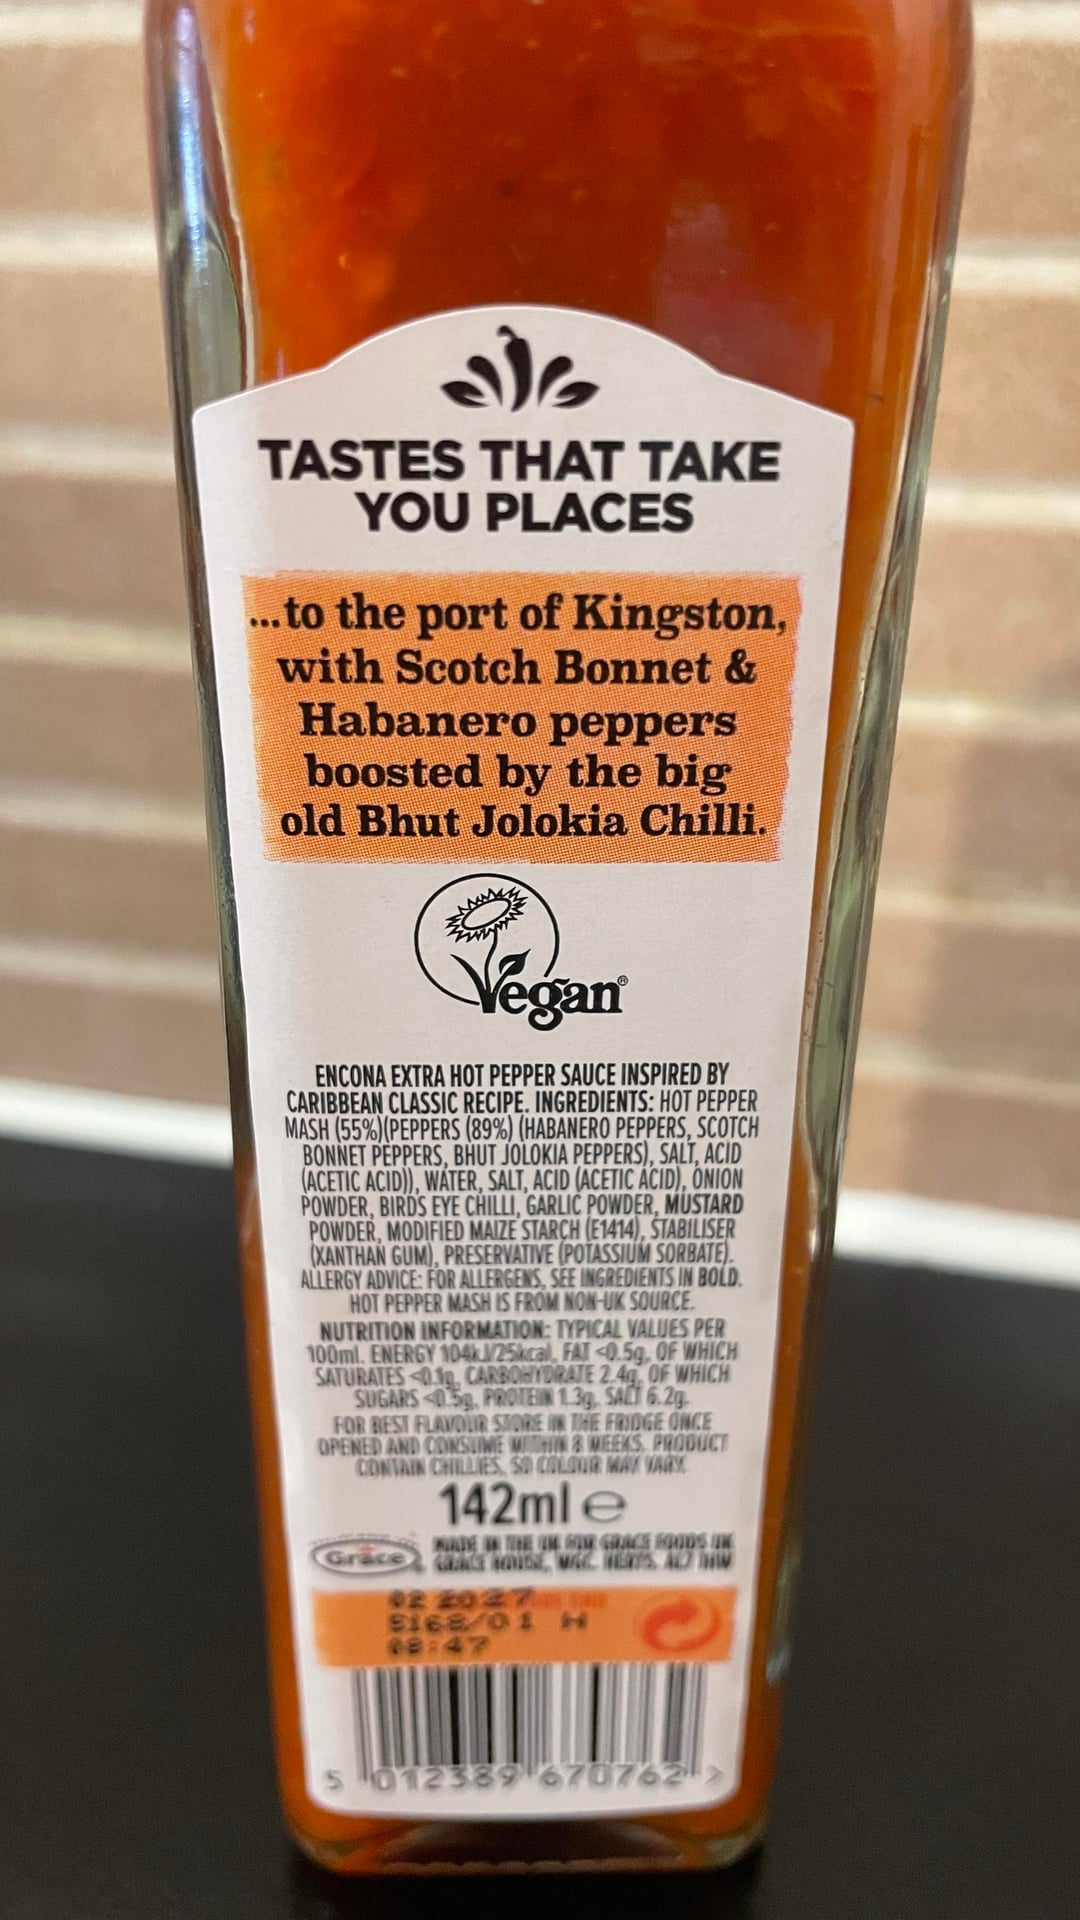 TASTES THAT TAKE
YOU PLACES
...to the port of Kingston,
with Scotch Bonnet &
Habanero peppers
boosted by the big
old Bhut Jolokia Chilli.
Vegan®
ENCONA EXTRA HOT PEPPER SAUCE INSPIRED BY
CARIBBEAN CLASSIC RECIPE. INGREDIENTS: HOT PEPPER
MASH (55%)(PEPPERS (89%) (HABANERO PEPPERS, SCOTCH
BONNET PEPPERS, BHUT JOLOKIA PEPPERS), SALT, ACID
(ACETIC ACID)), WATER, SALT, ACID (ACETIC ACID), ONION
POWDER, BIRDS EYE CHILLI, GARLIC POWDER, MUSTARD
POWDER, MODIFIED MAIZE STARCH (E1414), STABILISER
(XANTHAN GUM), PRESERVATIVE (POTASSIUM SORBATE).
ALLERGY ADVICE: FOR ALLERGENS, SEE INGREDIENTS IN BOLD.
HOT PEPPER MASH IS FROM NON-UK SOURCE.
NUTRITION INFORMATION: TYPICAL VALUES PER
100ml. ENERGY 104kJ/25kcal, FAT <0.5g, OF WHICH
SATURATES <0.1g, CARBOHYDRATE 2.4g, OF WHICH
SUGARS <0.5g, PROTEIN 1.3g, SALT 6.2g.
FOR BEST FLAVOUR STORE IN THE FRIDGE ONCE
OPENED AND CONSUME WITHIN 8 WEEKS. PRODUCT
CONTAIN CHILLIES, SO COLOUR MAY VARY.
142ml e
Grace
MADE IN THE UK FOR GRACE FOODS UK
GRACE HOUSE, WGC, HERTS. AL7 1HW
02 2027
5168/01 H
08:47
5 012389 670762 >